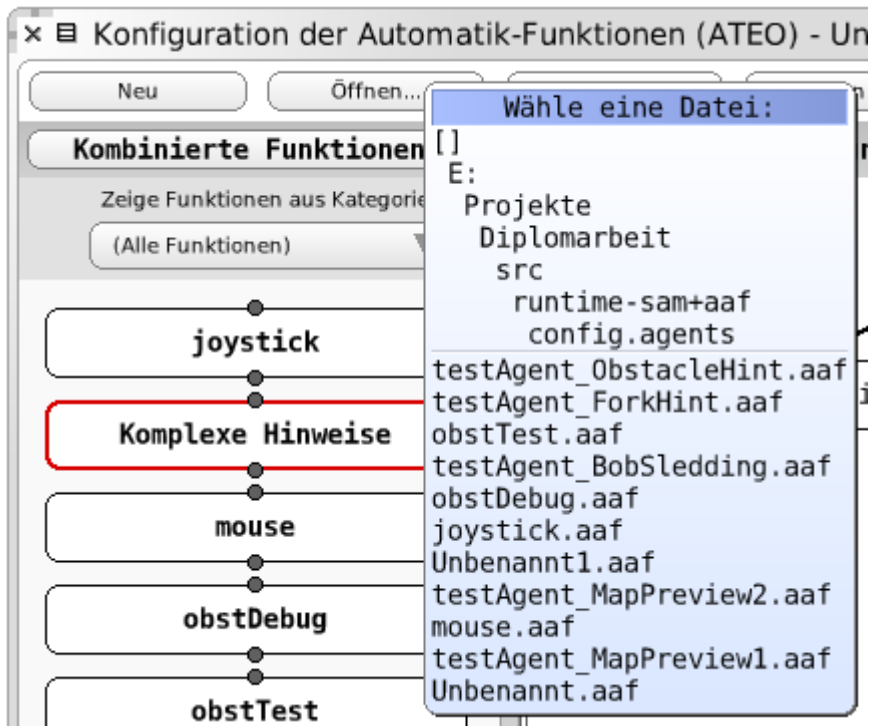 Konfiguration der Automatik-Funktionen (ATEO) - Un
Neu
Öffnen...
Kombinierte Funktionen
Zeige Funktionen aus Kategorie
(Alle Funktionen)
joystick
Komplexe Hinweise
mouse
obstDebug
obstTest
Wähle eine Datei:
[]
E:
Projekte
Diplomarbeit
src
runtime-sam+aaf
config.agents
testAgent_ObstacleHint.aaf
testAgent_ForkHint.aaf
obstTest.aaf
testAgent_BobSledding.aaf
obstDebug.aaf
joystick.aaf
Unbenannt1.aaf
testAgent_MapPreview2.aaf
mouse.aaf
testAgent_MapPreview1.aaf
Unbenannt.aaf